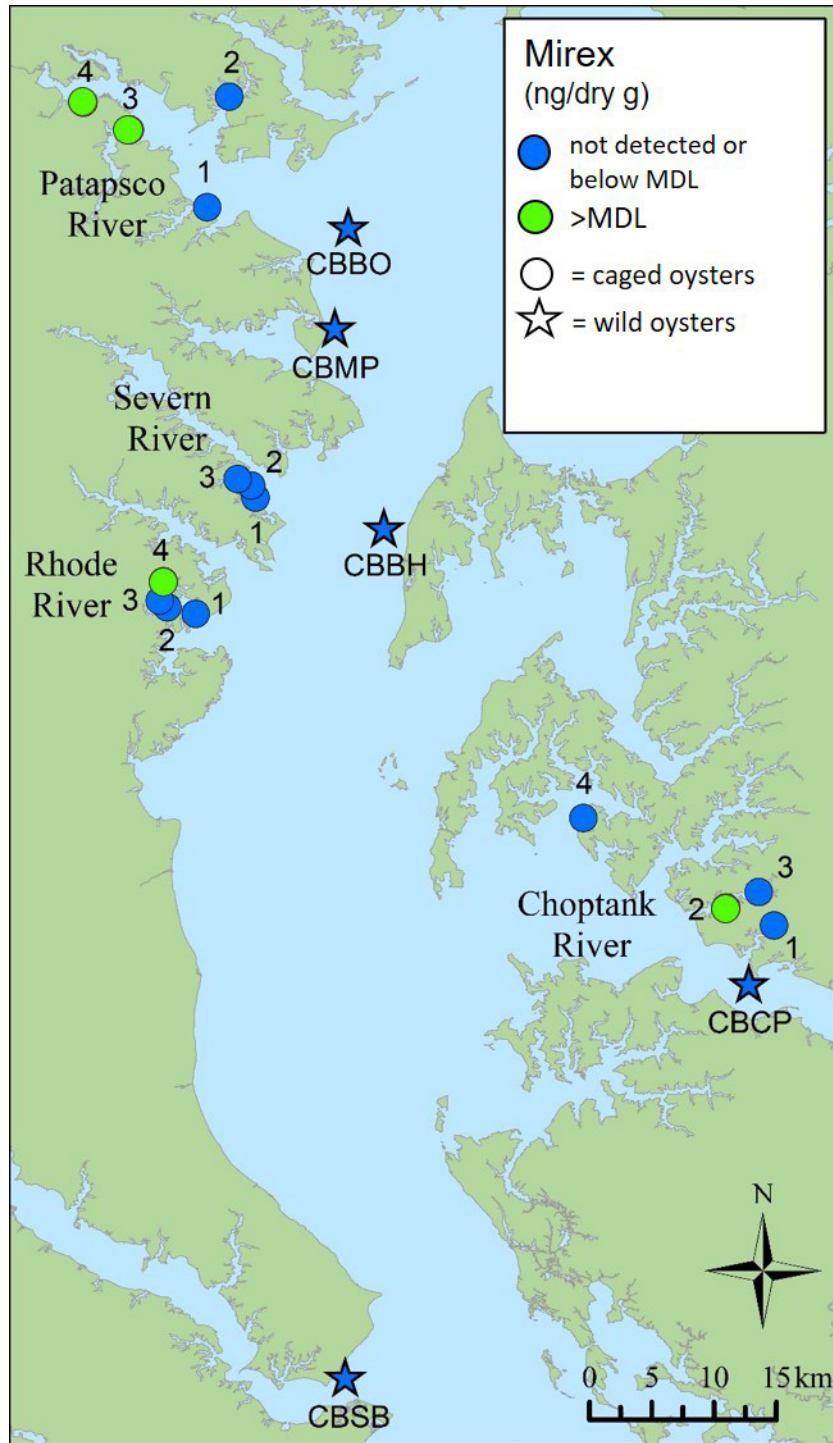 Mirex
(ng/dry g)
not detected or
below MDL
>MDL
= caged oysters
= wild oysters
4
3
2
1
Patapsco
River
CBBO
CBMP
Severn
River
3
2
1
CBBH
Rhode
River
4
3
2
1
4
Choptank
River
3
2
1
CBCP
N
0 5 10 15 km
CBSB